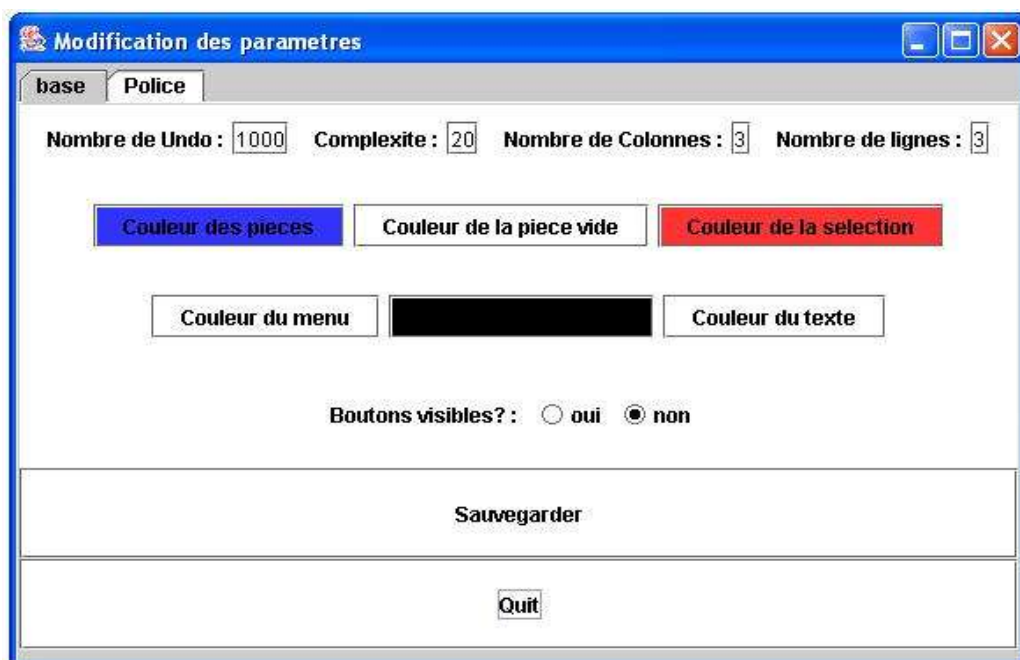 Modification des parametres
base Police
Nombre de Undo : 1000 Complexite : 20 Nombre de Colonnes : 3 Nombre de lignes : 3
Couleur des pieces Couleur de la piece vide Couleur de la selection
Couleur du menu Couleur du texte
Boutons visibles? : oui non
Sauvegarder
Quit